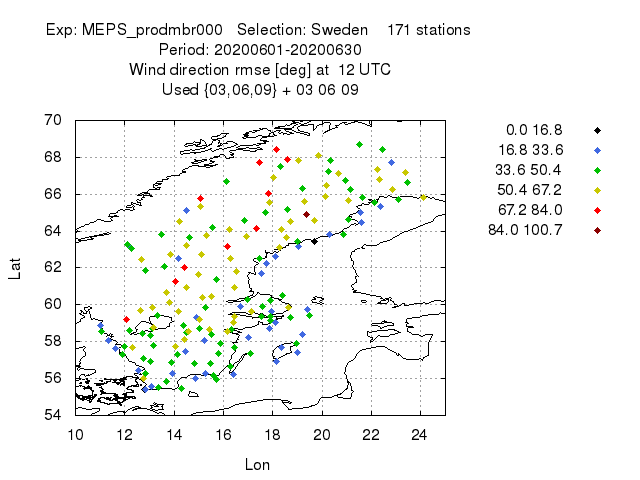 Exp: MEPS_prodmbr000   Selection: Sweden    171 stations
Period: 20200601-20200630
Wind direction rmse [deg] at  12 UTC
Used {03,06,09} + 03 06 09
70
68
66
64
62
60
58
56
54
10 12 14 16 18 20 22 24
Lat
Lon
0.0 16.8
16.8 33.6
33.6 50.4
50.4 67.2
67.2 84.0
84.0 100.7